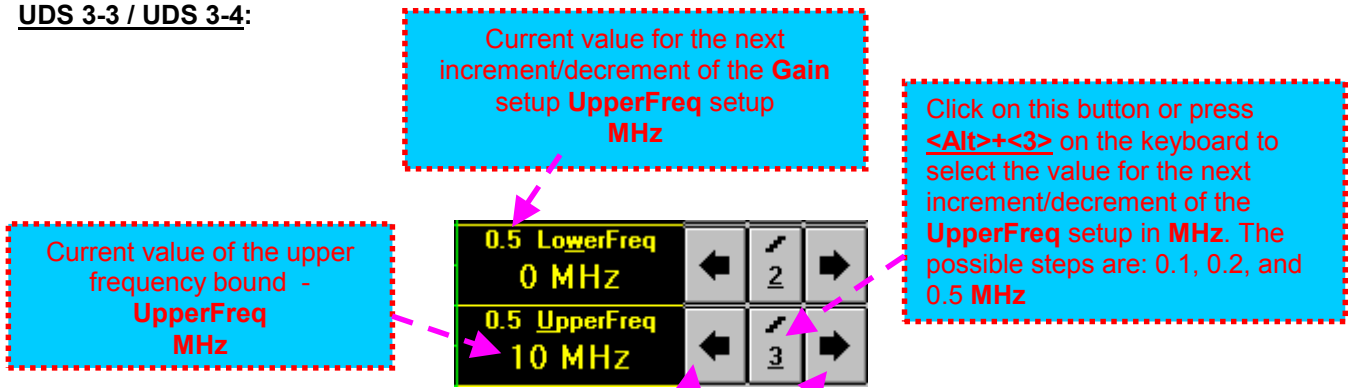 UDS 3-3 / UDS 3-4:
Current value for the next
increment/decrement of the Gain
setup UpperFreq setup
MHz
Click on this button or press
<Alt>+<3> on the keyboard to
select the value for the next
increment/decrement of the
UpperFreq setup in MHz. The
possible steps are: 0.1, 0.2, and
0.5 MHz
Current value of the upper
frequency bound -
UpperFreq
MHz
0.5 LowerFreq
0 MHz
2
0.5 UpperFreq
10 MHz
3